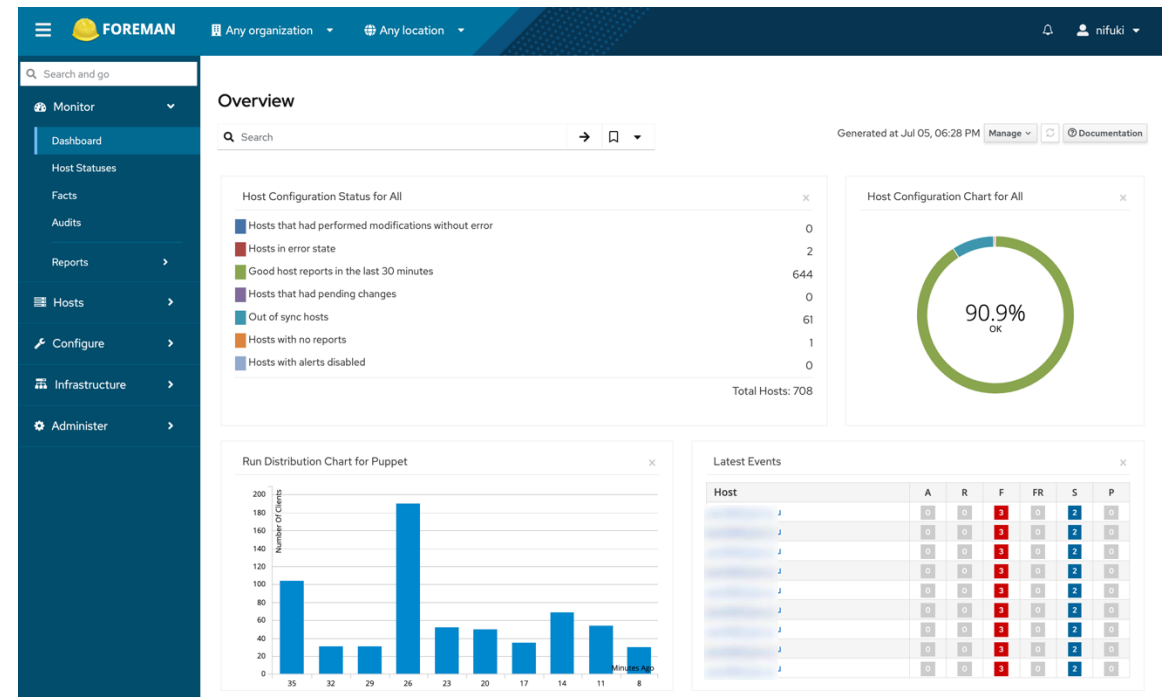 FOREMAN
Any organization
Any location
nifuki
Search and go
Monitor
Dashboard
Host Statuses
Facts
Audits
Reports
Hosts
Configure
Infrastructure
Administer
Overview
Search
Generated at Jul 05, 06:28 PM Manage Documentation
Host Configuration Status for All
Hosts that had performed modifications without error 0
Hosts in error state 2
Good host reports in the last 30 minutes 644
Hosts that had pending changes 0
Out of sync hosts 61
Hosts with no reports 1
Hosts with alerts disabled 0
Total Hosts: 708
Host Configuration Chart for All
90.9%
OK
Run Distribution Chart for Puppet
Number Of Clients
200
180
160
140
120
100
80
60
40
20
0
Minutes Ago
35 32 29 26 23 20 17 14 11 8
Latest Events
Host A R F FR S P
0 0 3 0 2 0
0 0 3 0 2 0
0 0 3 0 2 0
0 0 3 0 2 0
0 0 3 0 2 0
0 0 3 0 2 0
0 0 3 0 2 0
0 0 3 0 2 0
0 0 3 0 2 0